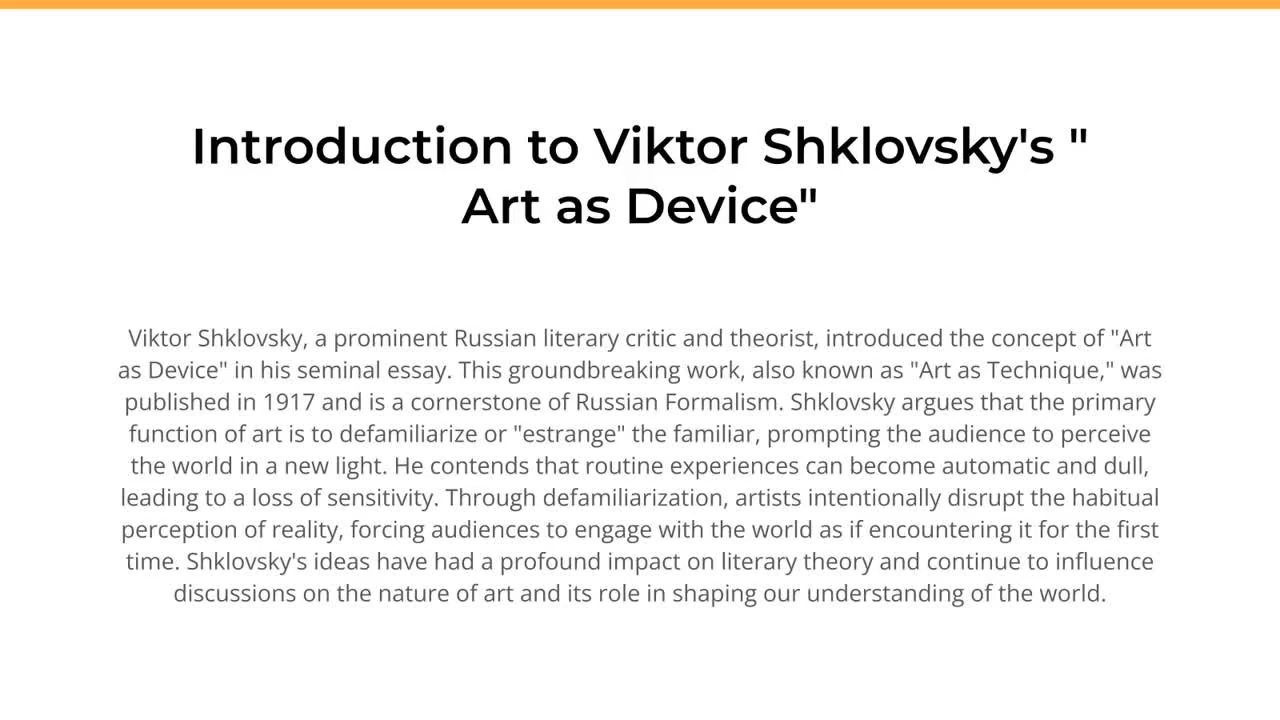 Introduction to Viktor Shklovsky's "
Art as Device"
Viktor Shklovsky, a prominent Russian literary critic and theorist, introduced the concept of "Art
as Device" in his seminal essay. This groundbreaking work, also known as "Art as Technique," was
published in 1917 and is a cornerstone of Russian Formalism. Shklovsky argues that the primary
function of art is to defamiliarize or "estrange" the familiar, prompting the audience to perceive
the world in a new light. He contends that routine experiences can become automatic and dull,
leading to a loss of sensitivity. Through defamiliarization, artists intentionally disrupt the habitual
perception of reality, forcing audiences to engage with the world as if encountering it for the first
time. Shklovsky's ideas have had a profound impact on literary theory and continue to influence
discussions on the nature of art and its role in shaping our understanding of the world.